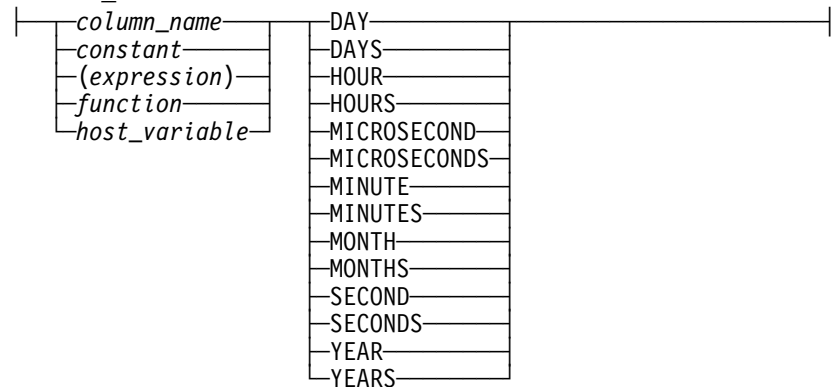 column_name DAY
constant DAYS
(expression) HOUR
function HOURS
host_variable MICROSECOND
MICROSECONDS
MINUTE
MINUTES
MONTH
MONTHS
SECOND
SECONDS
YEAR
YEARS